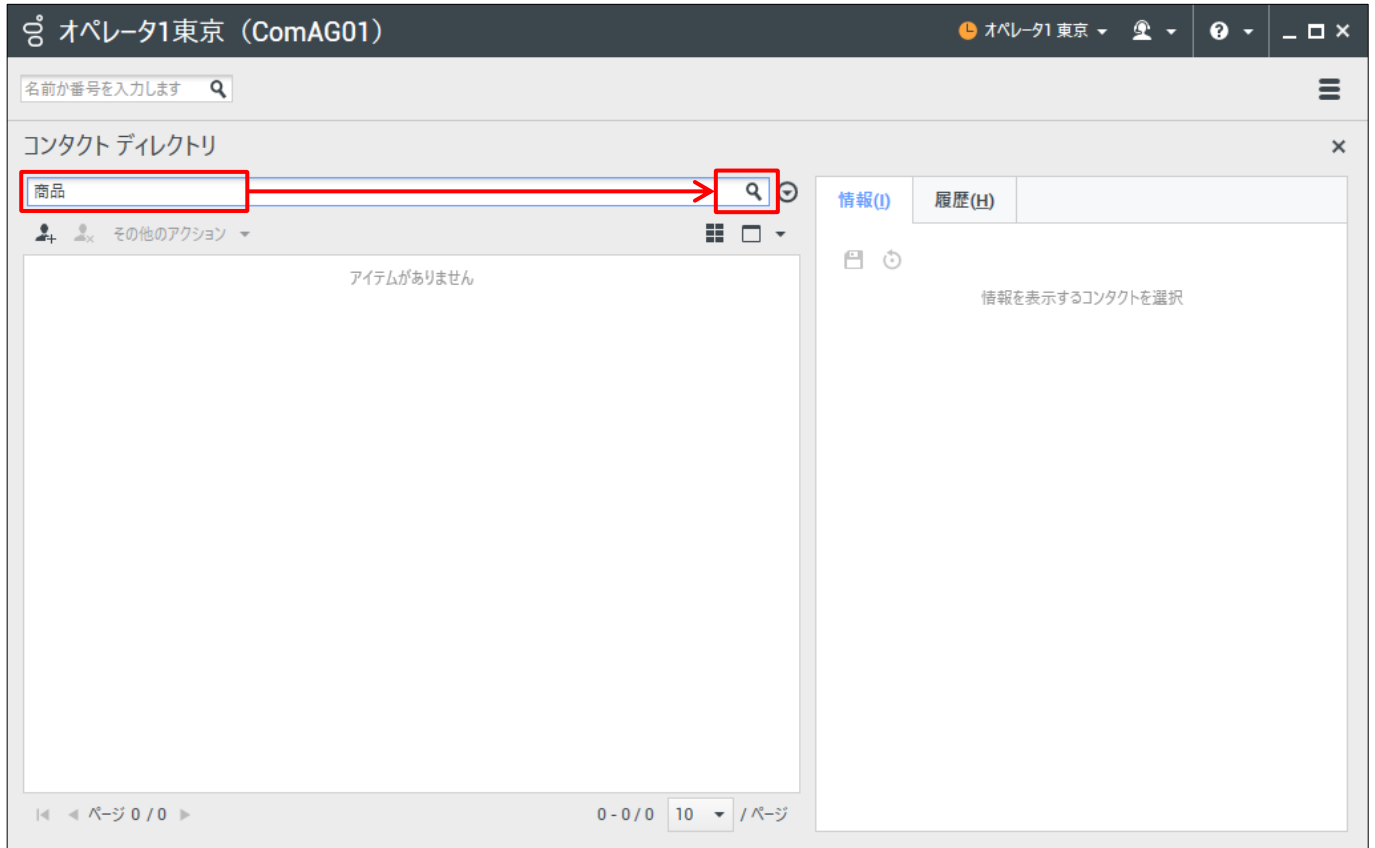 オペレータ1東京（ComAG01）
オペレータ1 東京
名前か番号を入力します
コンタクト ディレクトリ
商品
その他のアクション
アイテムがありません
ページ 0 / 0
0 - 0 / 0 10 / ページ
情報(I) 履歴(H)
情報を表示するコンタクトを選択